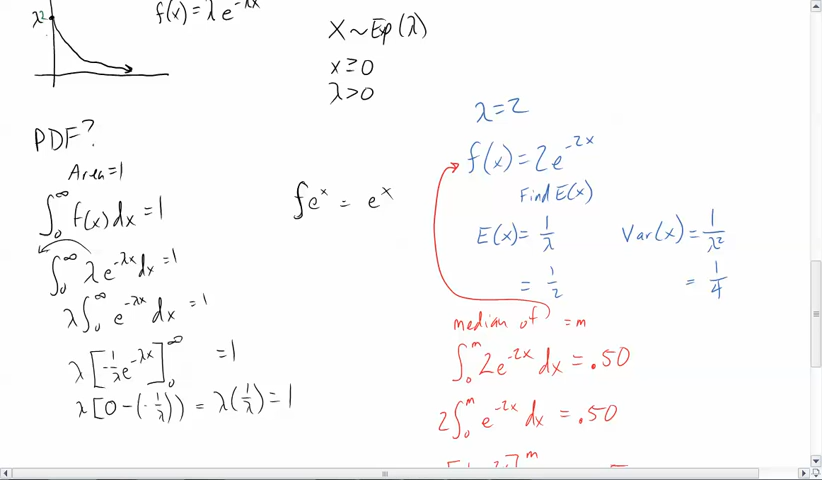 λ
f(x) = λ e^{-λx}
X ~ Exp(λ)
x ≥ 0
λ > 0
PDF?
Area = 1
∫₀^∞ f(x) dx = 1
∫₀^∞ λ e^{-λx} dx = 1
λ ∫₀^∞ e^{-λx} dx = 1
λ [-1/λ e^{-λx}]₀^∞ = 1
λ [0 - (-1/λ)] = λ(1/λ) = 1
∫e^x = e^x
λ = 2
f(x) = 2e^{-2x}
Find E(x)
E(x) = 1/λ Var(x) = 1/λ²
= 1/2 = 1/4
median of = m
∫₀^m 2e^{-2x} dx = .50
2 ∫₀^m e^{-2x} dx = .50